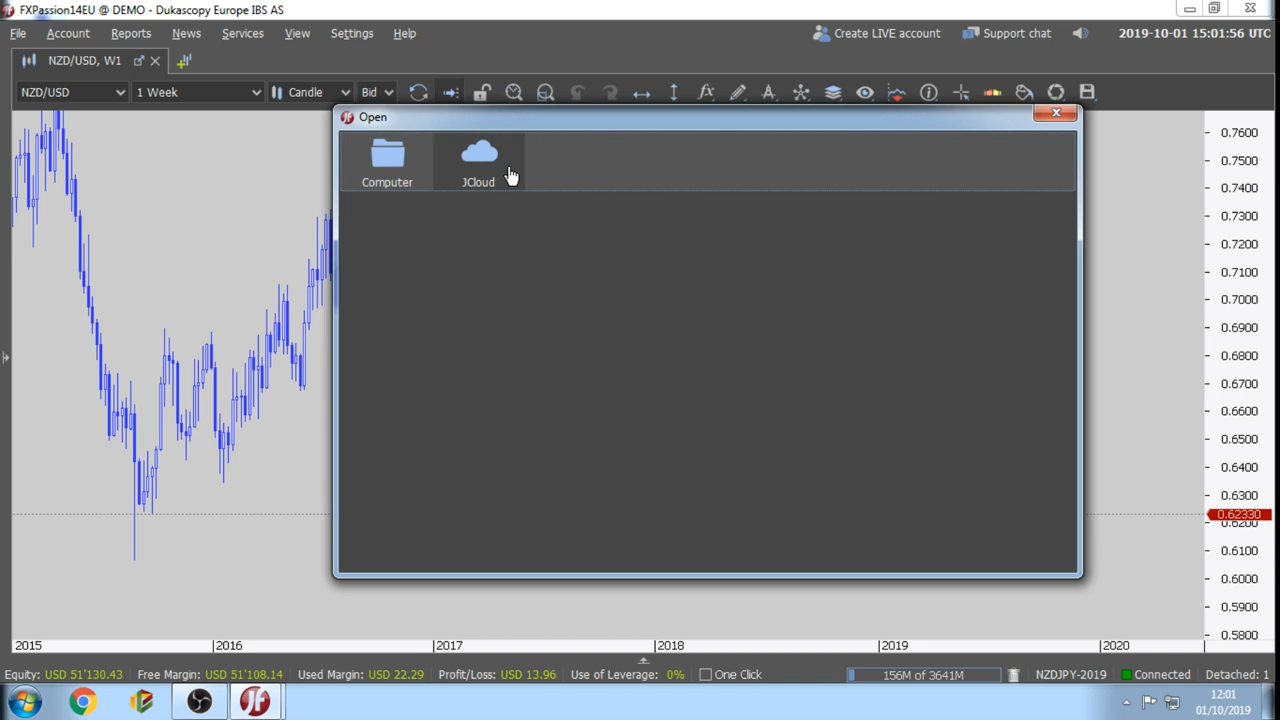 FXPassion14EU @ DEMO - Dukascopy Europe IBS AS
File Account Reports News Services View Settings Help Create LIVE account Support chat 2019-10-01 15:01:56 UTC
NZD/USD, W1
NZD/USD 1 Week Candle Bid
Open
Computer JCloud
0.7600
0.7500
0.7400
0.7300
0.7200
0.7100
0.7000
0.6900
0.6800
0.6700
0.6600
0.6500
0.6400
0.6300
0.62330
0.6200
0.6100
0.6000
0.5900
0.5800
2015 2016 2017 2018 2019 2020
Equity: USD 51'130.43 Free Margin: USD 51'108.14 Used Margin: USD 22.29 Profit/Loss: USD 13.96 Use of Leverage: 0% One Click 156M of 3641M NZDJPY-2019 Connected Detached: 1
12:01
01/10/2019